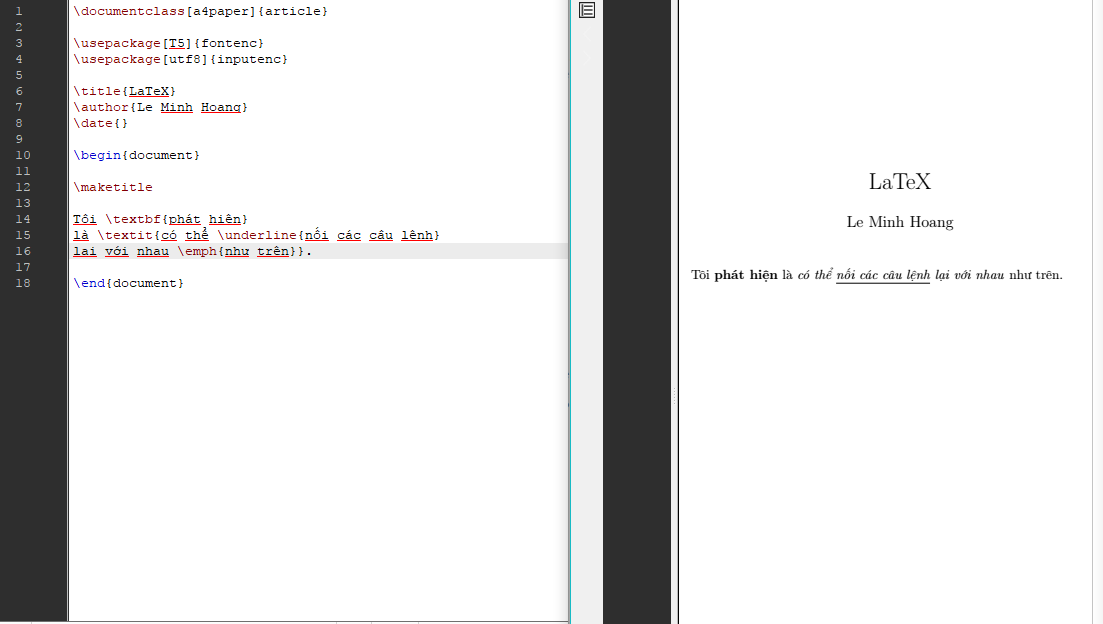 1 \documentclass[a4paper]{article}
2
3 \usepackage[T5]{fontenc}
4 \usepackage[utf8]{inputenc}
5
6 \title{LaTeX}
7 \author{Le Minh Hoang}
8 \date{}
9
10 \begin{document}
11
12 \maketitle
13
14 Tôi \textbf{phát hiên}
15 là \textit{có thể \underline{nối các câu lênh}
16 lai với nhau \emph{như trên}}.
17
18 \end{document}
LaTeX
Le Minh Hoang
Tôi phát hiện là có thể nối các câu lệnh lại với nhau như trên.